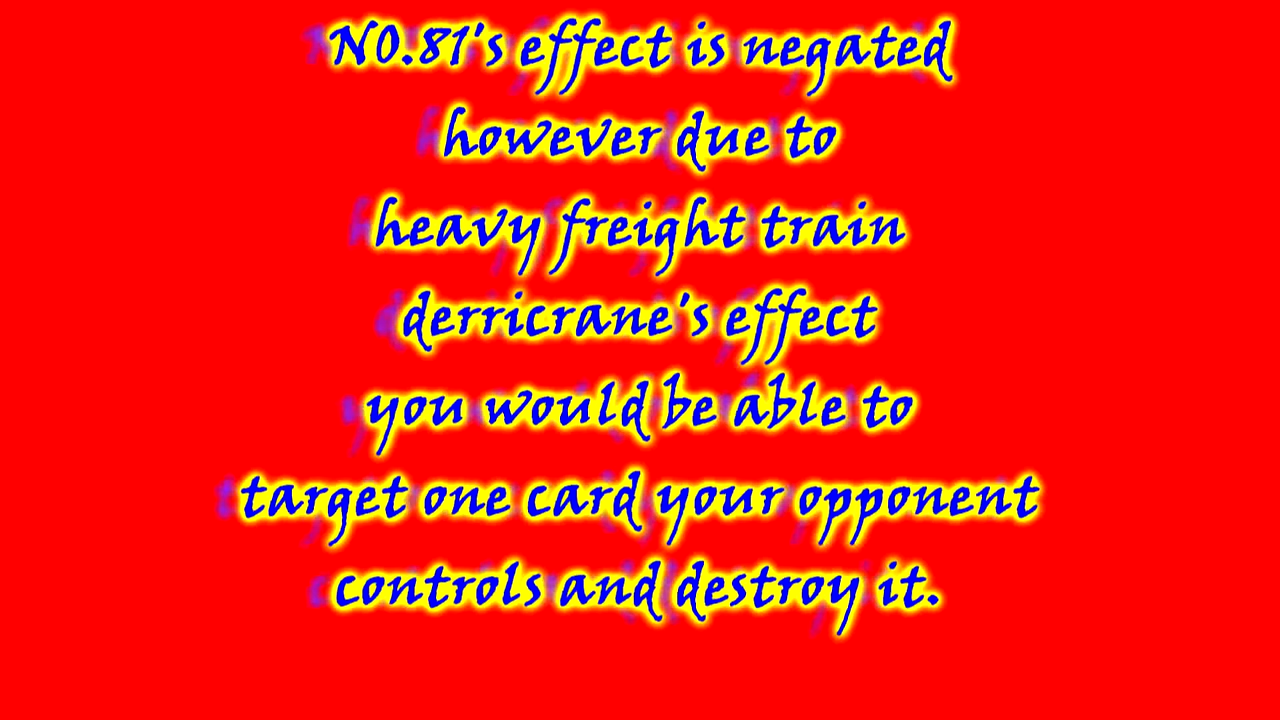 NO.81's effect is negated
however due to
heavy freight train
derricrane's effect
you would be able to
target one card your opponent
controls and destroy it.